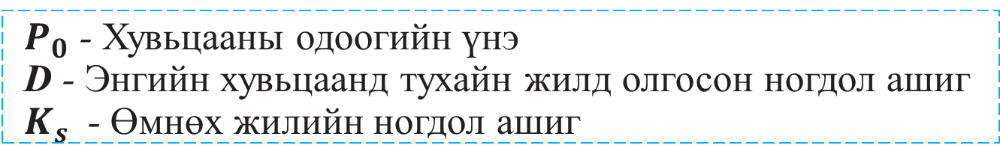 P₀ - Хувьцааны одоогийн үнэ
D - Энгийн хувьцаанд тухайн жилд олгосон ногдол ашиг
Kₛ - Өмнөх жилийн ногдол ашиг